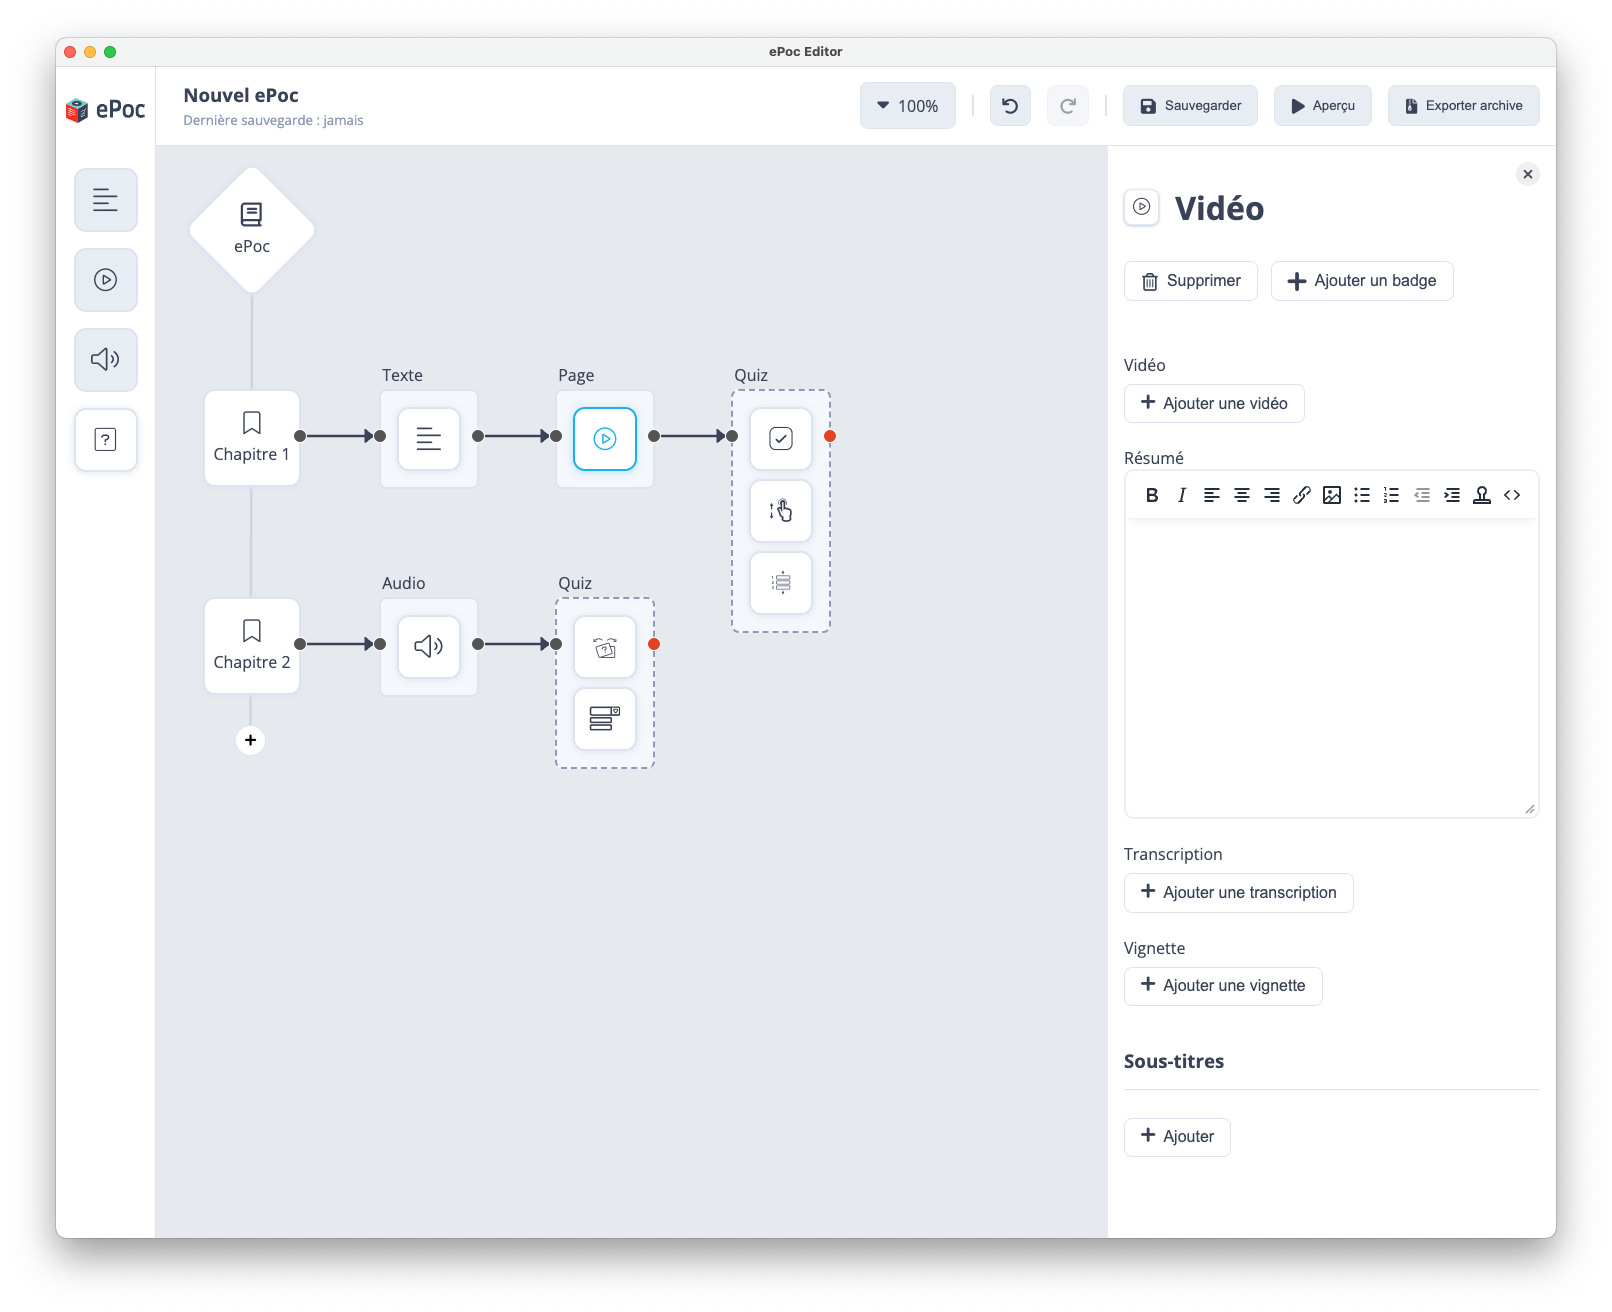 ePoc Editor
ePoc
Nouvel ePoc
Dernière sauvegarde : jamais
100%
Sauvegarder
Aperçu
Exporter archive
ePoc
Texte
Page
Quiz
Chapitre 1
Audio
Quiz
Chapitre 2
Vidéo
Supprimer
Ajouter un badge
Vidéo
Ajouter une vidéo
Résumé
Transcription
Ajouter une transcription
Vignette
Ajouter une vignette
Sous-titres
Ajouter